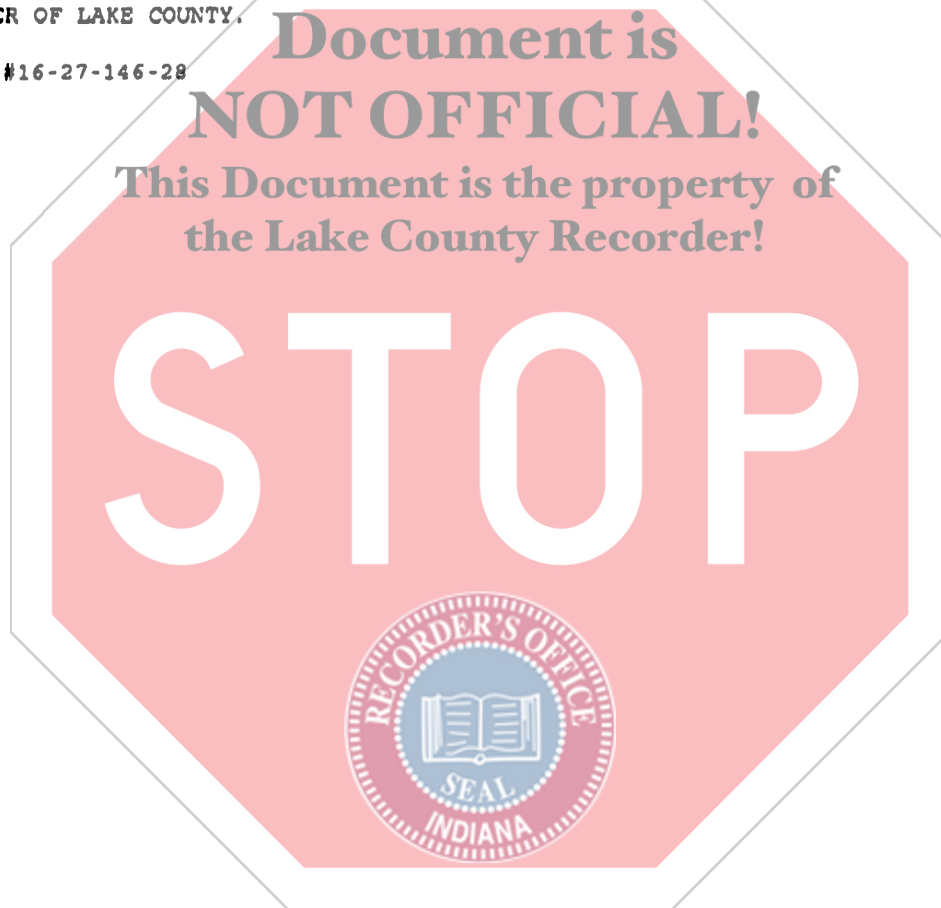 CR OF LAKE COUNTY.
#16-27-146-28
Document is
NOT OFFICIAL!
This Document is the property of
the Lake County Recorder!
STOP
RECORDER'S OFFICE
SEAL
INDIANA